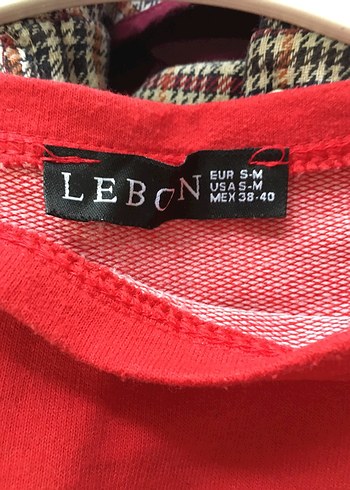 LEBON
EUR S-M
USA S-M
MEX 38-40